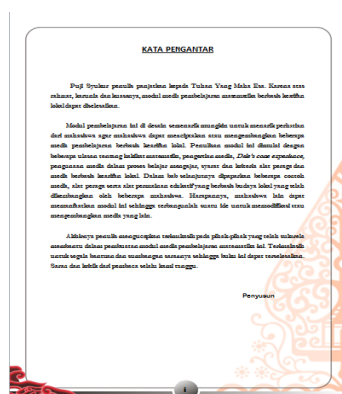 KATA PENGANTAR
Puji Syukur penulis panjatkan kepada Tuhan Yang Maha Esa. Karena atas
rahmat, karunia dan kuasanya, modul media pembelajaran matematika berbasis kearifan
lokal dapat diselesaikan.
Modul pembelajaran ini di desain semenarik mungkin untuk menarik perhatian
dari mahasiswa agar mahasiswa dapat menciptakan atau mengembangkan beberapa
media pembelajaran berbasis kearifan lokal. Penulisan modul ini dimulai dengan
beberapa ulasan tentang hakikat matematika, pengertian media, Dale's cone experience,
penggunaan media dalam proses belajar mengajar, syarat dan kriteria alat peraga dan
media berbasis kearifan lokal. Dalam bab selanjutnya dipaparkan beberapa contoh
media, alat peraga serta alat permainan edukatif yang berbasis budaya lokal yang telah
dikembangkan oleh beberapa mahasiswa. Harapannya, mahasiswa lain dapat
memanfaatkan modul ini sehingga terbangunlah suatu ide untuk memodifikasi atau
mengembangkan media yang lain.
Akhirnya penulis mengucapkan terimakasih pada pihak-pihak yang telah sukarela
membantu dalam pembuatan modul media pembelajaran matematika ini. Terimakasih
untuk segala bantuan dan sumbangan sarannya sehingga buku ini dapat terselesaikan.
Saran dan kritik dari pembaca selalu kami tunggu.
Penyusun